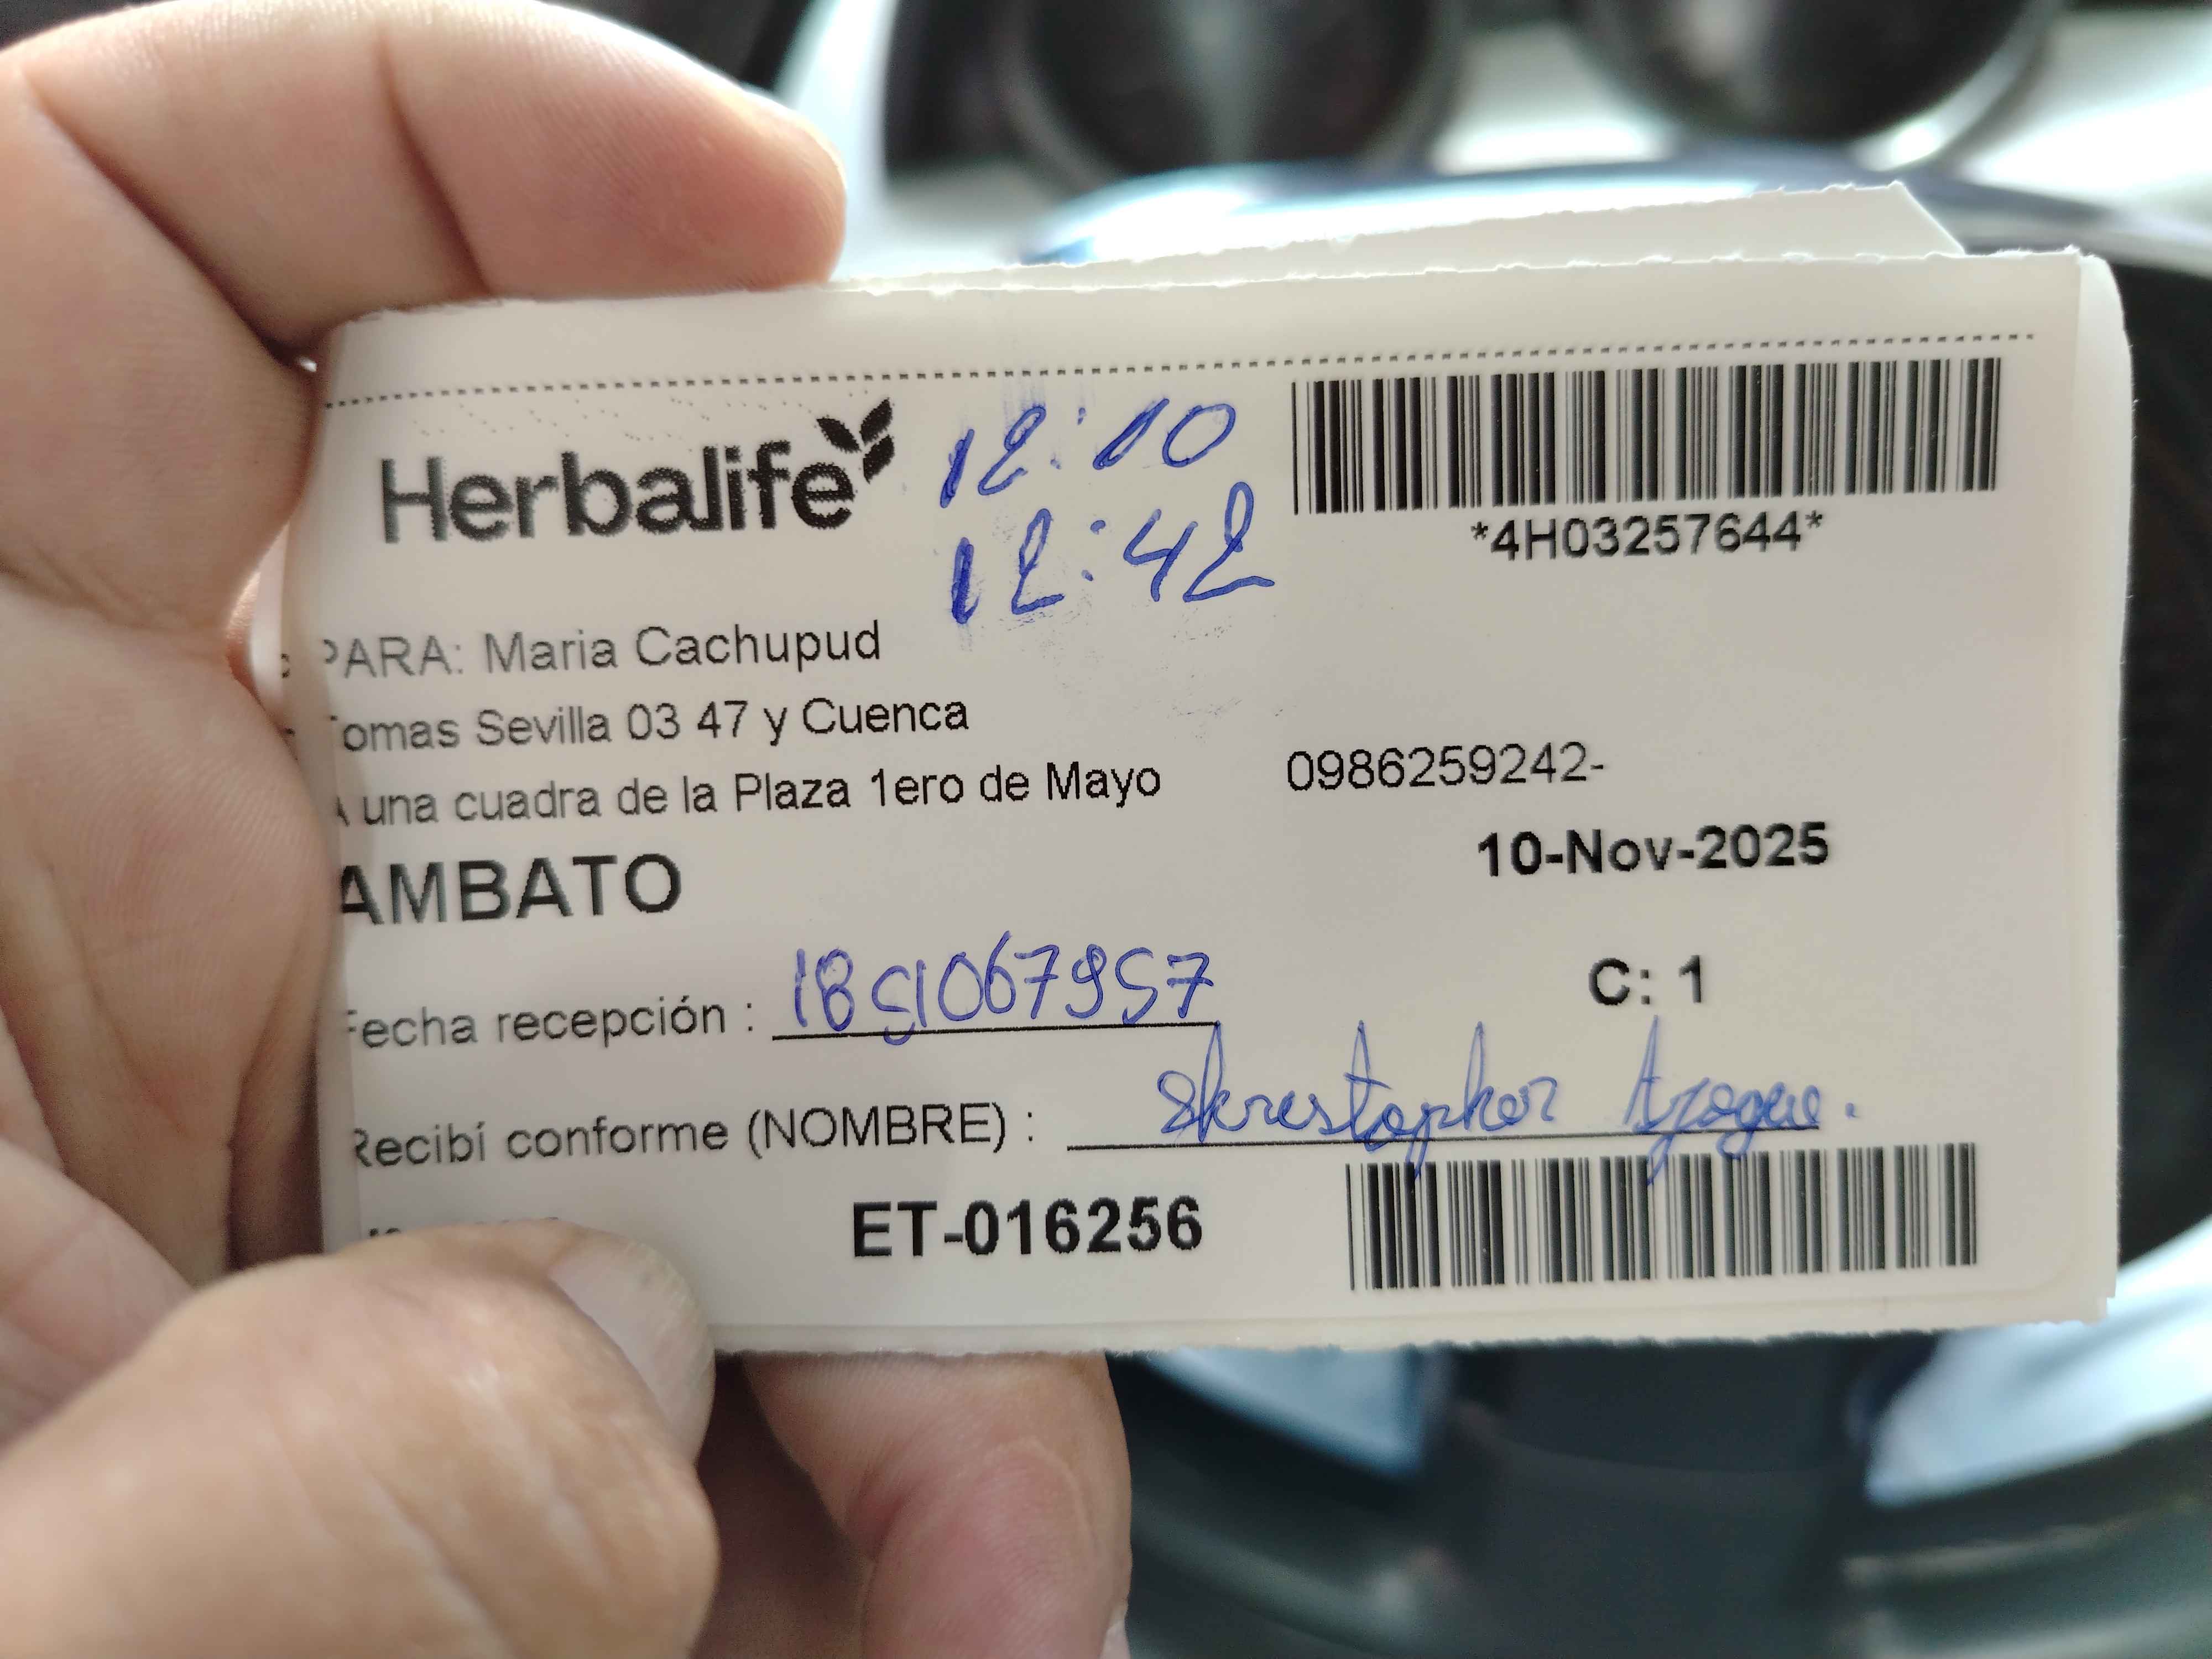 Herbalife
12:10
12:42
*4H03257644*
PARA: Maria Cachupud
Tomas Sevilla 03 47 y Cuenca
A una cuadra de la Plaza 1ero de Mayo
0986259242-
AMBATO
10-Nov-2025
C: 1
Fecha recepción :
Recibí conforme (NOMBRE) :
ET-016256